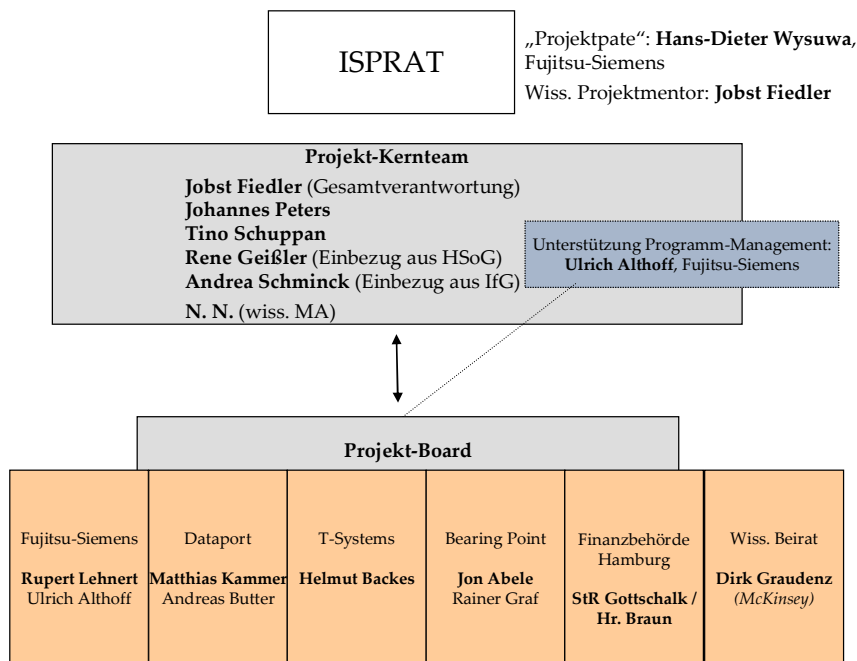 ISPRAT
„Projektpate“: Hans-Dieter Wysuwa,
Fujitsu-Siemens
Wiss. Projektmentor: Jobst Fiedler
Projekt-Kernteam
Jobst Fiedler (Gesamtverantwortung)
Johannes Peters
Tino Schuppan
Rene Geißler (Einbezug aus HSoG)
Andrea Schminck (Einbezug aus IfG)
N. N. (wiss. MA)
Unterstützung Programm-Management:
Ulrich Althoff, Fujitsu-Siemens
Projekt-Board
Fujitsu-Siemens
Rupert Lehnert
Ulrich Althoff
Dataport
Matthias Kammer
Andreas Butter
T-Systems
Helmut Backes
Bearing Point
Jon Abele
Rainer Graf
Finanzbehörde
Hamburg
StR Gottschalk /
Hr. Braun
Wiss. Beirat
Dirk Graudenz
(McKinsey)